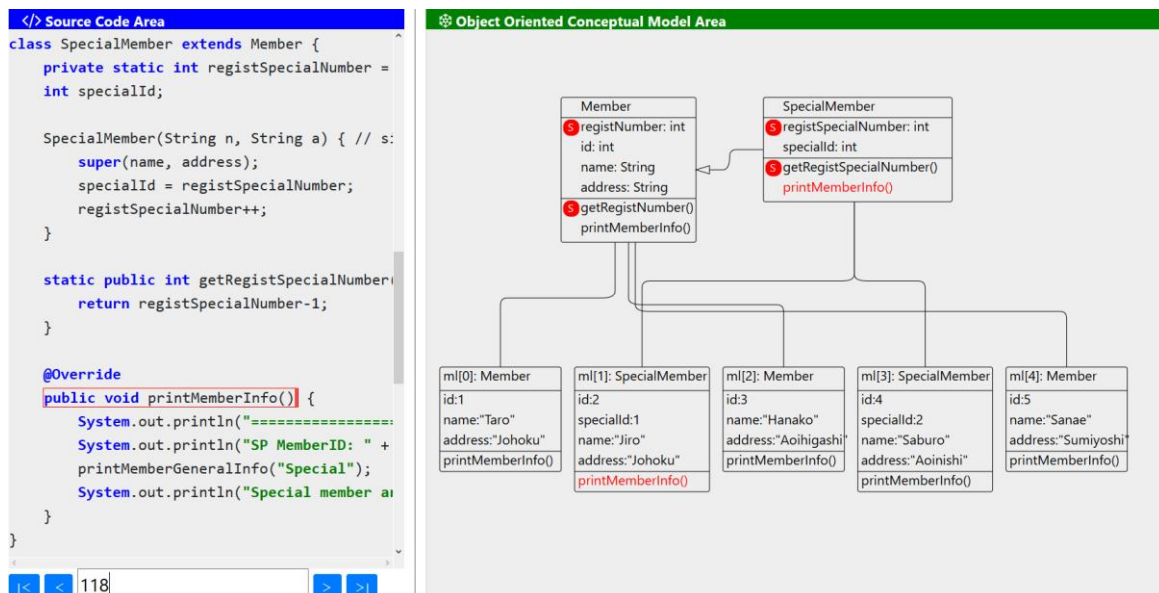 </> Source Code Area
class SpecialMember extends Member {
private static int registSpecialNumber =
int specialId;
SpecialMember(String n, String a) { // si
super(name, address);
specialId = registSpecialNumber;
registSpecialNumber++;
}
static public int getRegistSpecialNumber(
return registSpecialNumber-1;
}
@Override
public void printMemberInfo() {
System.out.println("=================
System.out.println("SP MemberID: " +
printMemberGeneralInfo("Special");
System.out.println("Special member an
}
}
|< < 118 > >|
Object Oriented Conceptual Model Area
Member
S registNumber: int
id: int
name: String
address: String
S getRegistNumber()
printMemberInfo()
SpecialMember
S registSpecialNumber: int
specialId: int
S getRegistSpecialNumber()
printMemberInfo()
ml[0]: Member
id:1
name:"Taro"
address:"Johoku"
printMemberInfo()
ml[1]: SpecialMember
id:2
specialId:1
name:"Jiro"
address:"Johoku"
printMemberInfo()
ml[2]: Member
id:3
name:"Hanako"
address:"Aoihigashi"
printMemberInfo()
ml[3]: SpecialMember
id:4
specialId:2
name:"Saburo"
address:"Aoinishi"
printMemberInfo()
ml[4]: Member
id:5
name:"Sanae"
address:"Sumiyoshi"
printMemberInfo()